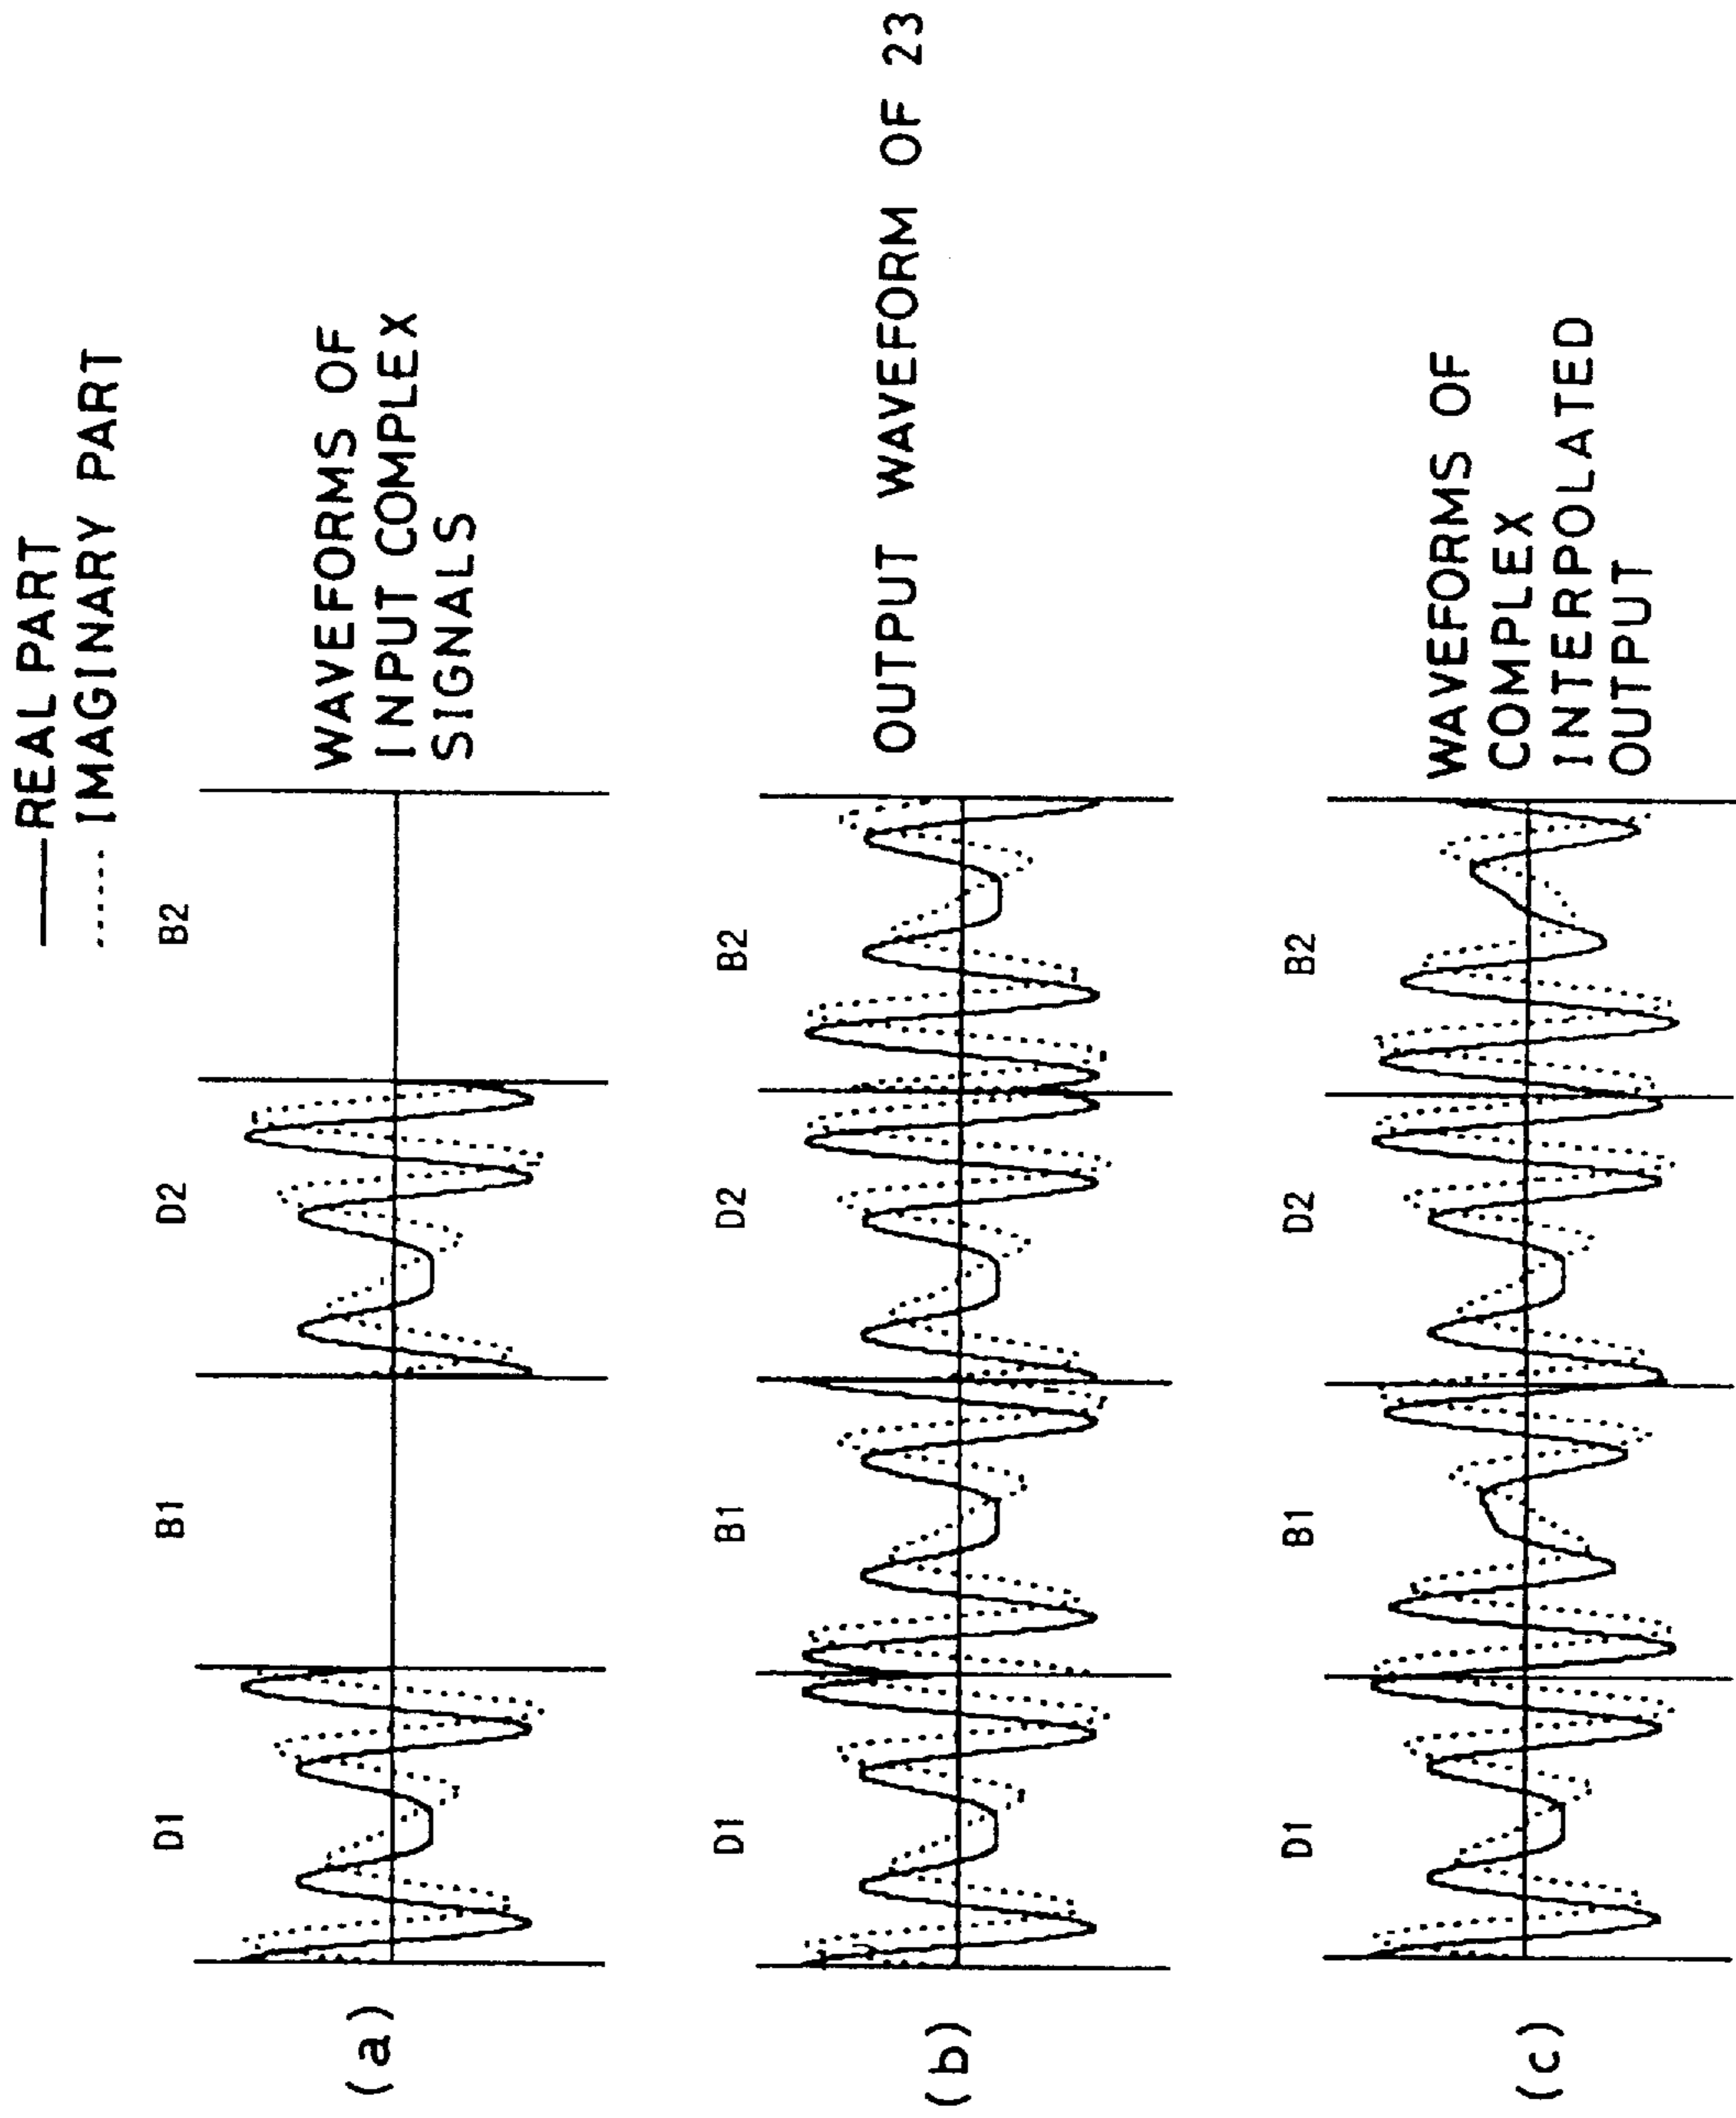 REAL PART
IMAGINARY PART
D1 B1 D2 B2
(a)
WAVEFORMS OF
INPUT COMPLEX
SIGNALS
D1 B1 D2 B2
(b)
OUTPUT WAVEFORM OF 23
D1 B1 D2 B2
(c)
WAVEFORMS OF
COMPLEX
INTERPOLATED
OUTPUT